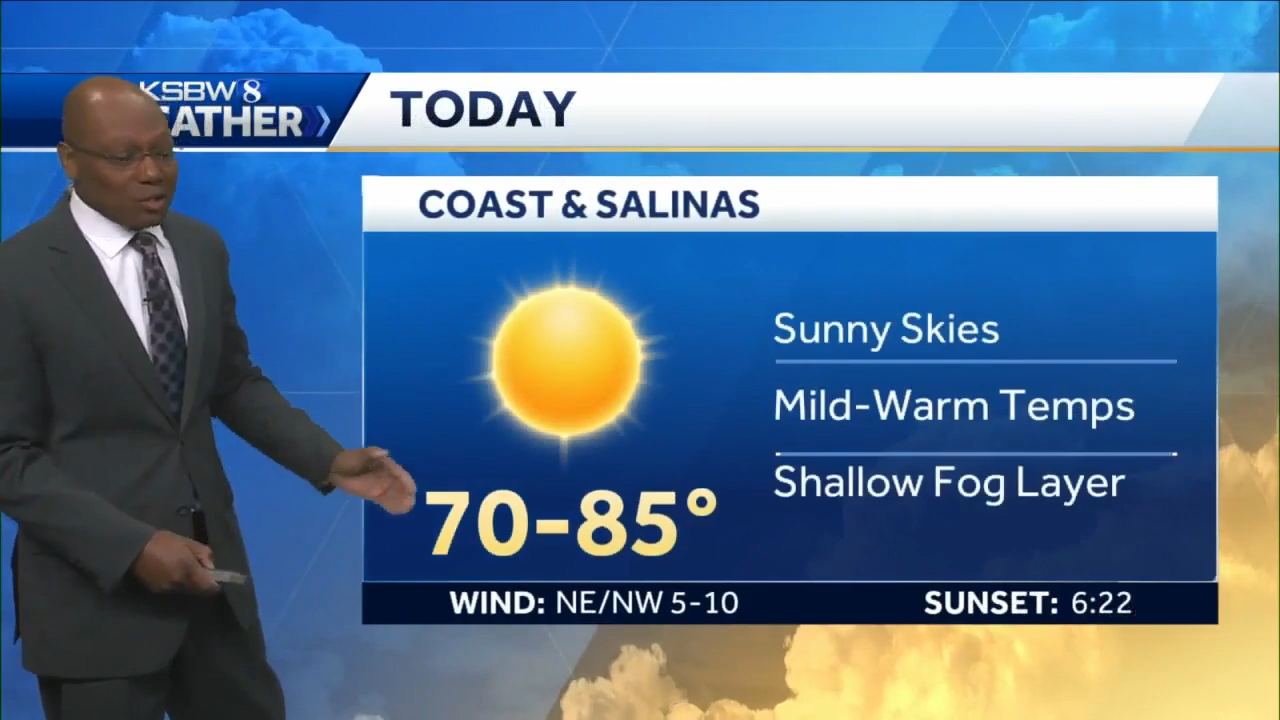 KSBW 8
EATHER
TODAY
COAST & SALINAS
Sunny Skies
Mild-Warm Temps
Shallow Fog Layer
70-85°
WIND: NE/NW 5-10
SUNSET: 6:22